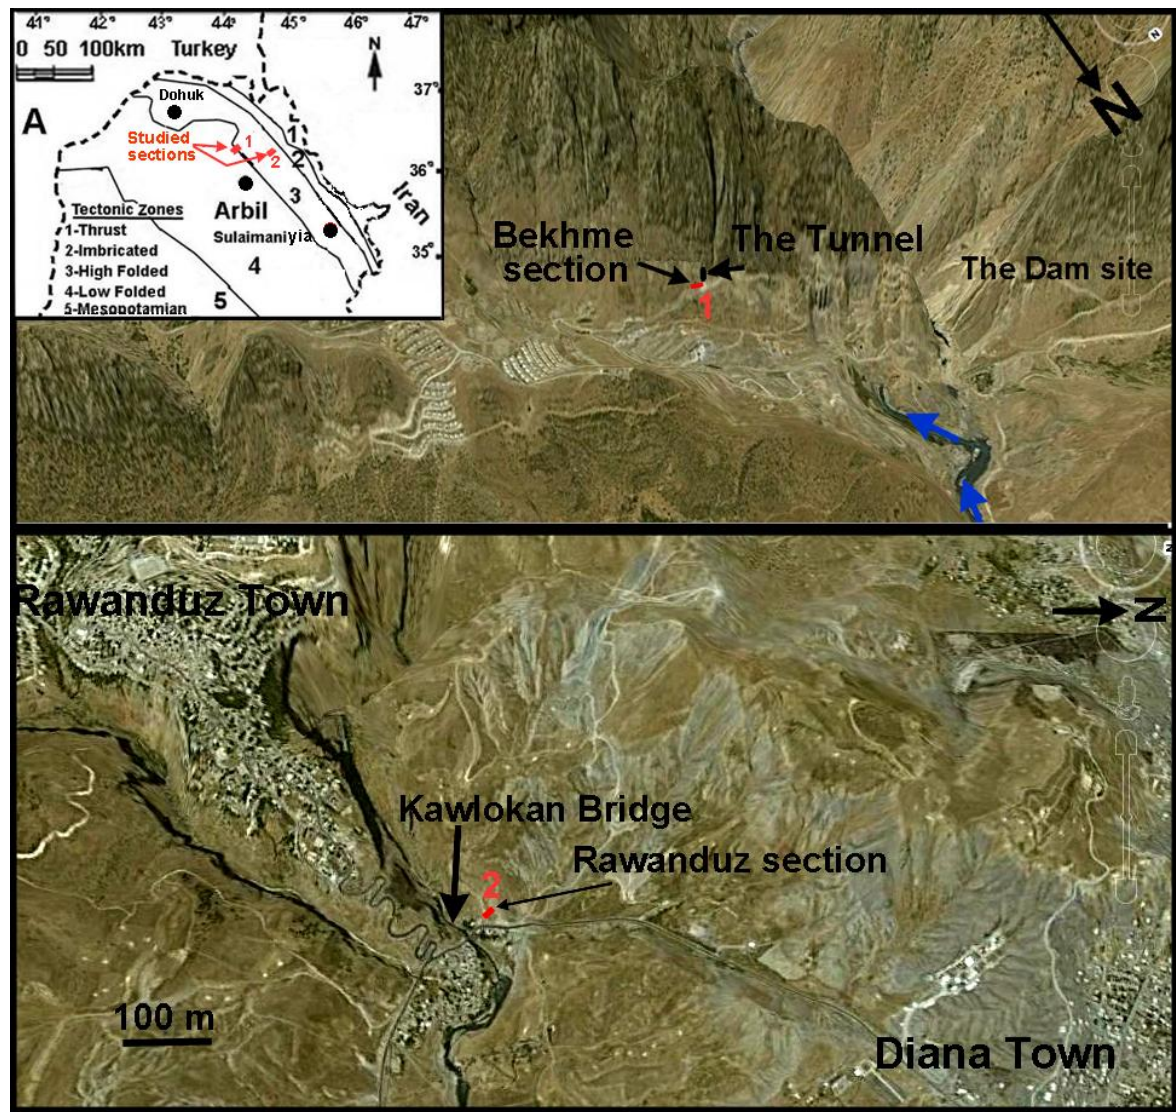 41° 42° 43° 44° 45° 46° 47°
0 50 100km Turkey
N
37°
Dohuk
A
1
Studied
sections
1
2
2
36°
3
Arbil
Iran
Tectonic Zones
Sulaimaniyia
1-Thrust
2-Imbricated
35°
3-High Folded
4
4-Low Folded
5
5-Mesopotamian
N
N
Bekhme
section
The Tunnel
The Dam site
1
Rawanduz Town
N
Kawlokan Bridge
Rawanduz section
2
100 m
Diana Town